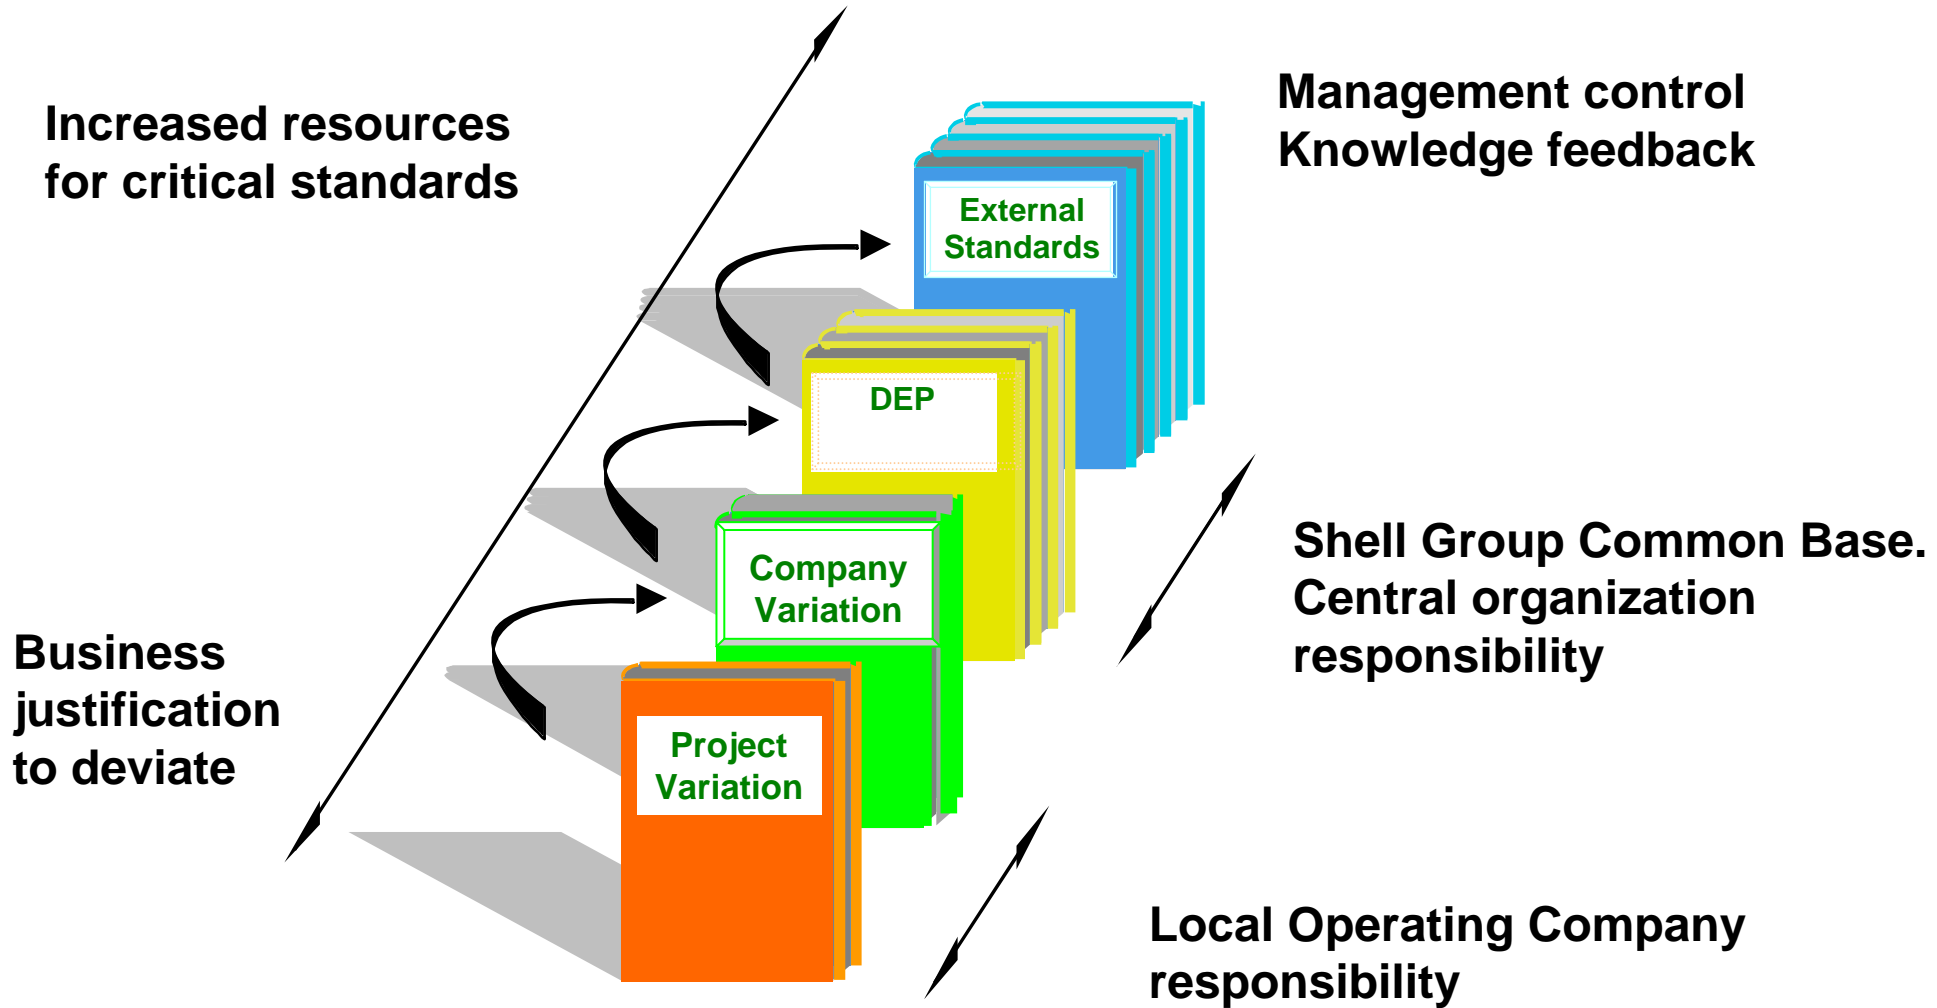 Increased resources
for critical standards
Management control
Knowledge feedback
External
Standards
DEP
Company
Variation
Project
Variation
Business
justification
to deviate
Shell Group Common Base.
Central organization
responsibility
Local Operating Company
responsibility